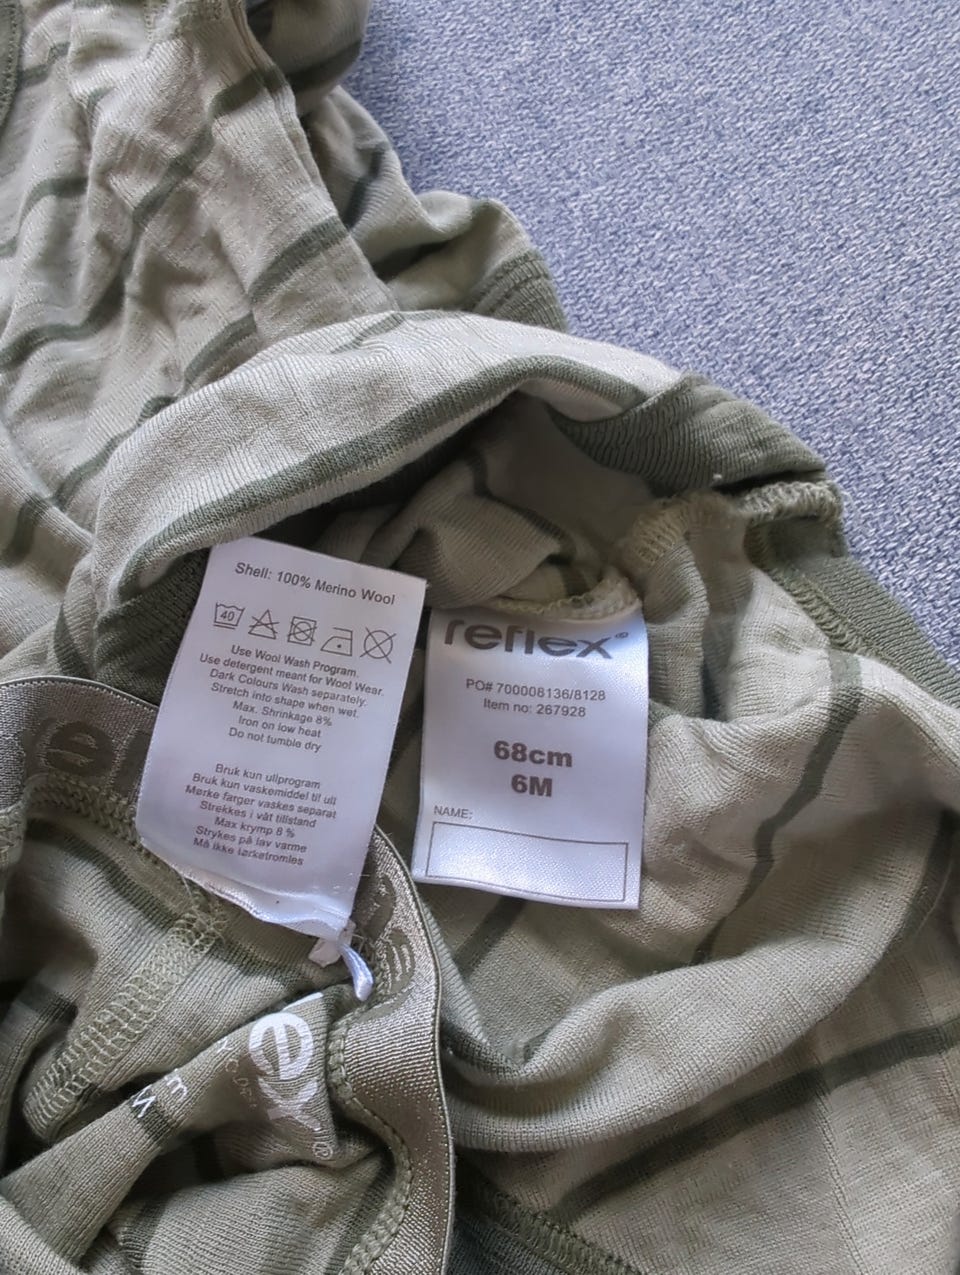 Shell: 100% Merino Wool
40
Use Wool Wash Program.
Use detergent meant for Wool Wear.
Dark Colours Wash separately.
Stretch into shape when wet.
Max. Shrinkage 8%
Iron on low heat
Do not tumble dry
Bruk kun ullprogram
Bruk kun vaskemiddel til ull
Mørke farger vaskes separat
Strekkes i våt tillstand
Max krymp 8 %
Strykes på lav varme
Må ikke tørketromles
reflex®
PO# 700008136/8128
Item no: 267928
68cm
6M
NAME: